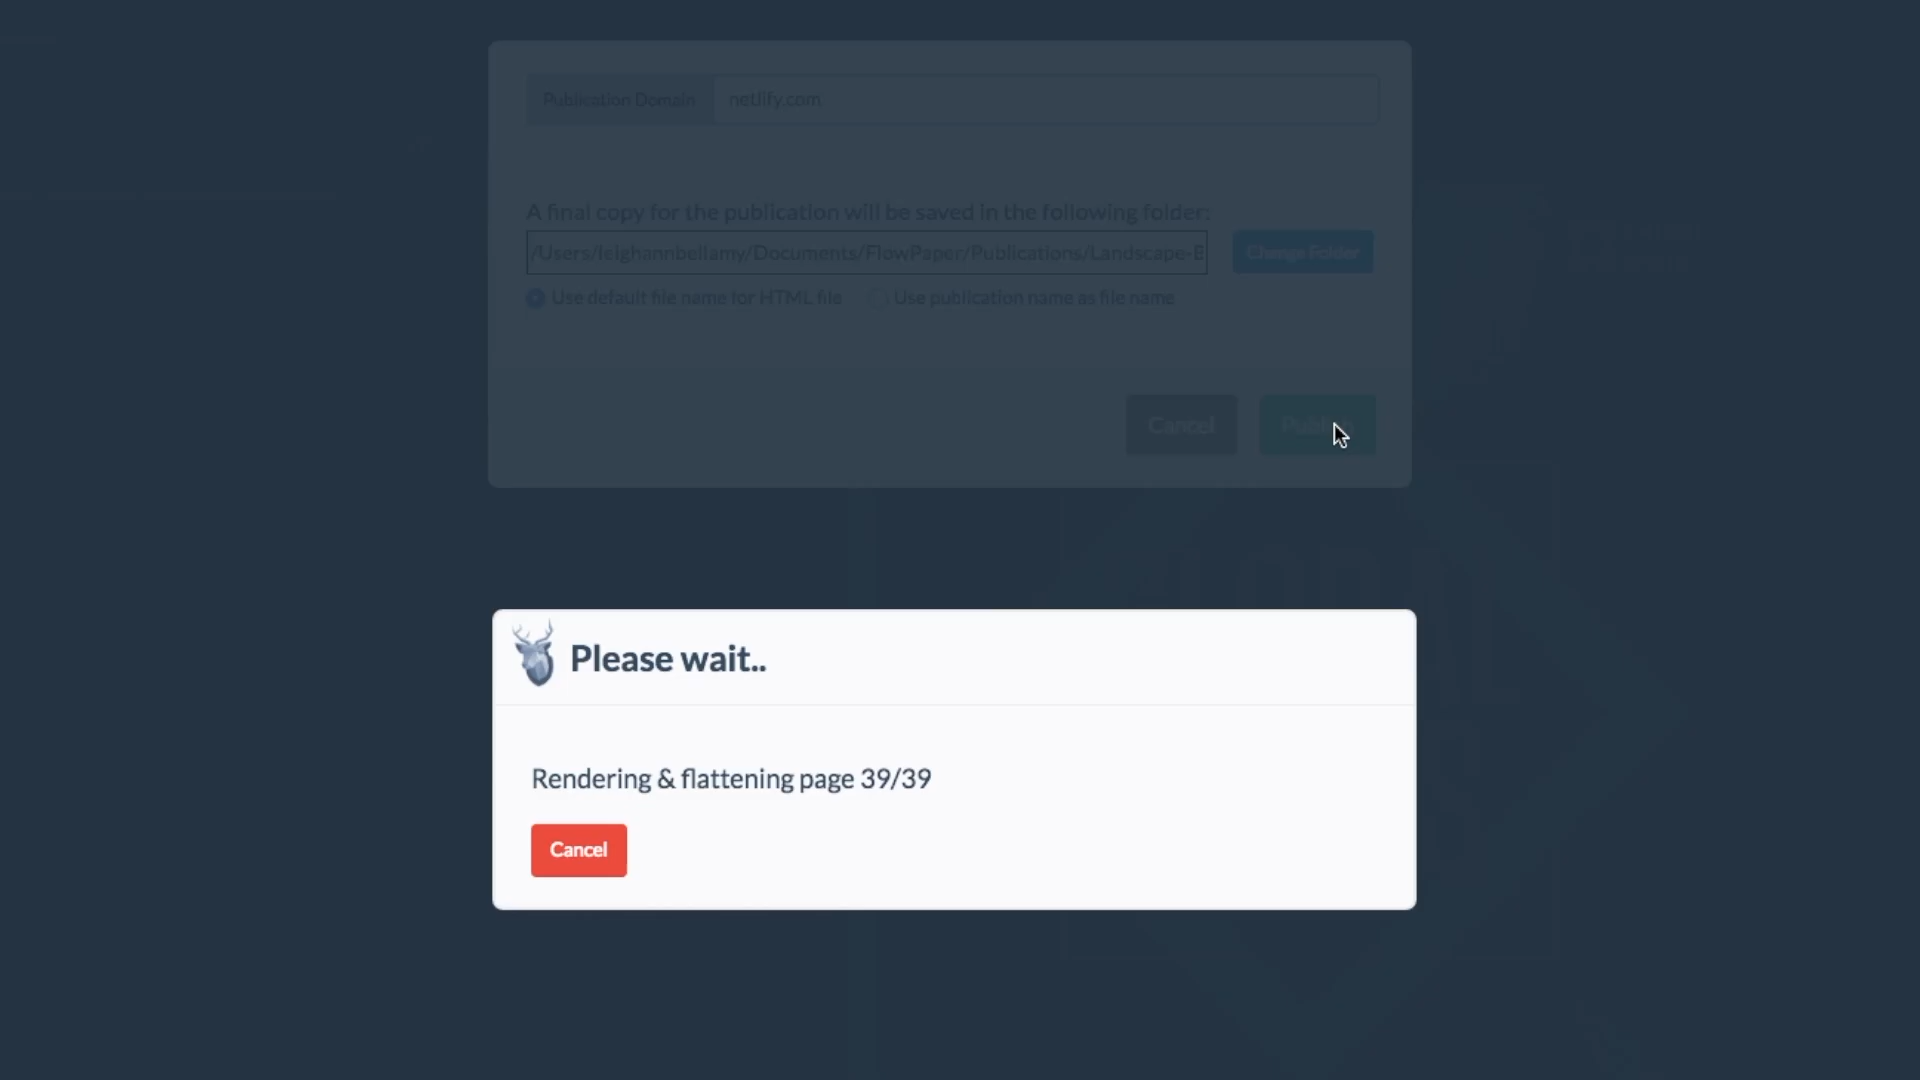 Publication Domain netlify.com
A final copy for the publication will be saved in the following folder:
/Users/leighannbellamy/Documents/FlowPaper/Publications/Landscape-B Change Folder
Use default file name for HTML file Use publication name as file name
Cancel
Please wait..
Rendering & flattening page 39/39
Cancel